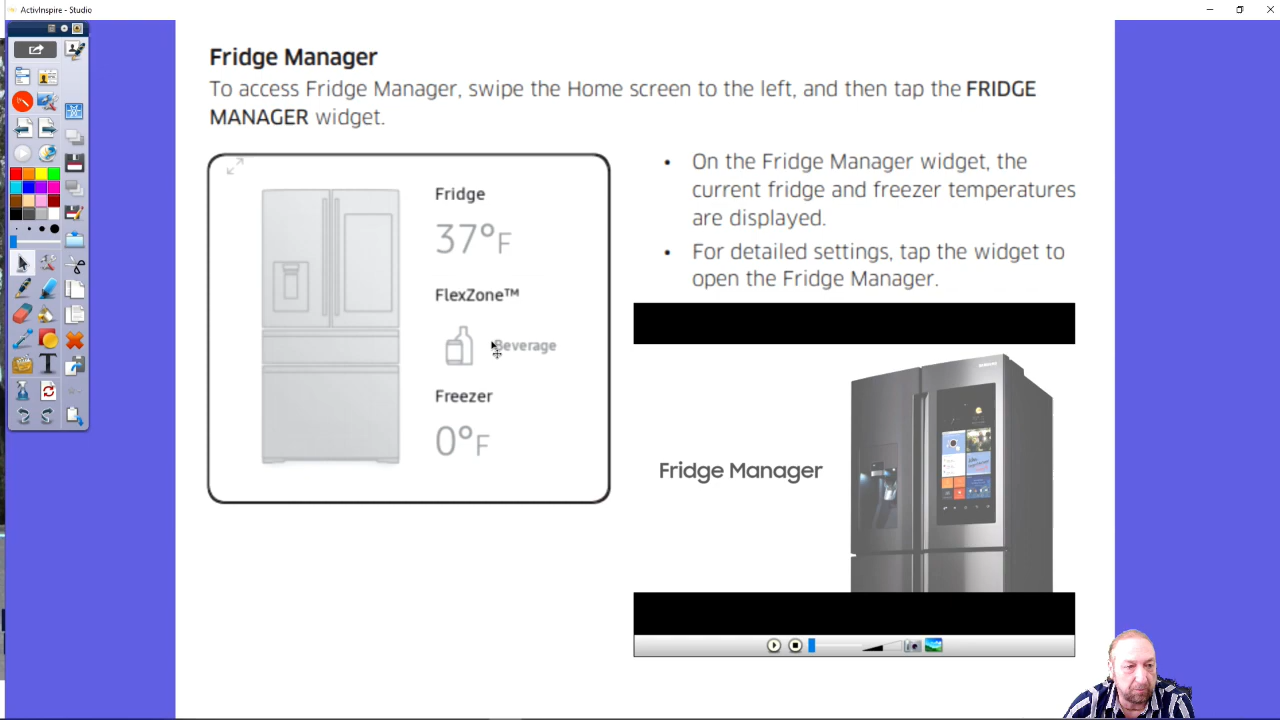 ActivInspire - Studio
Fridge Manager
To access Fridge Manager, swipe the Home screen to the left, and then tap the FRIDGE
MANAGER widget.
Fridge
37°F
FlexZone™
Beverage
Freezer
0°F
• On the Fridge Manager widget, the
current fridge and freezer temperatures
are displayed.
• For detailed settings, tap the widget to
open the Fridge Manager.
Fridge Manager
SAMSUNG